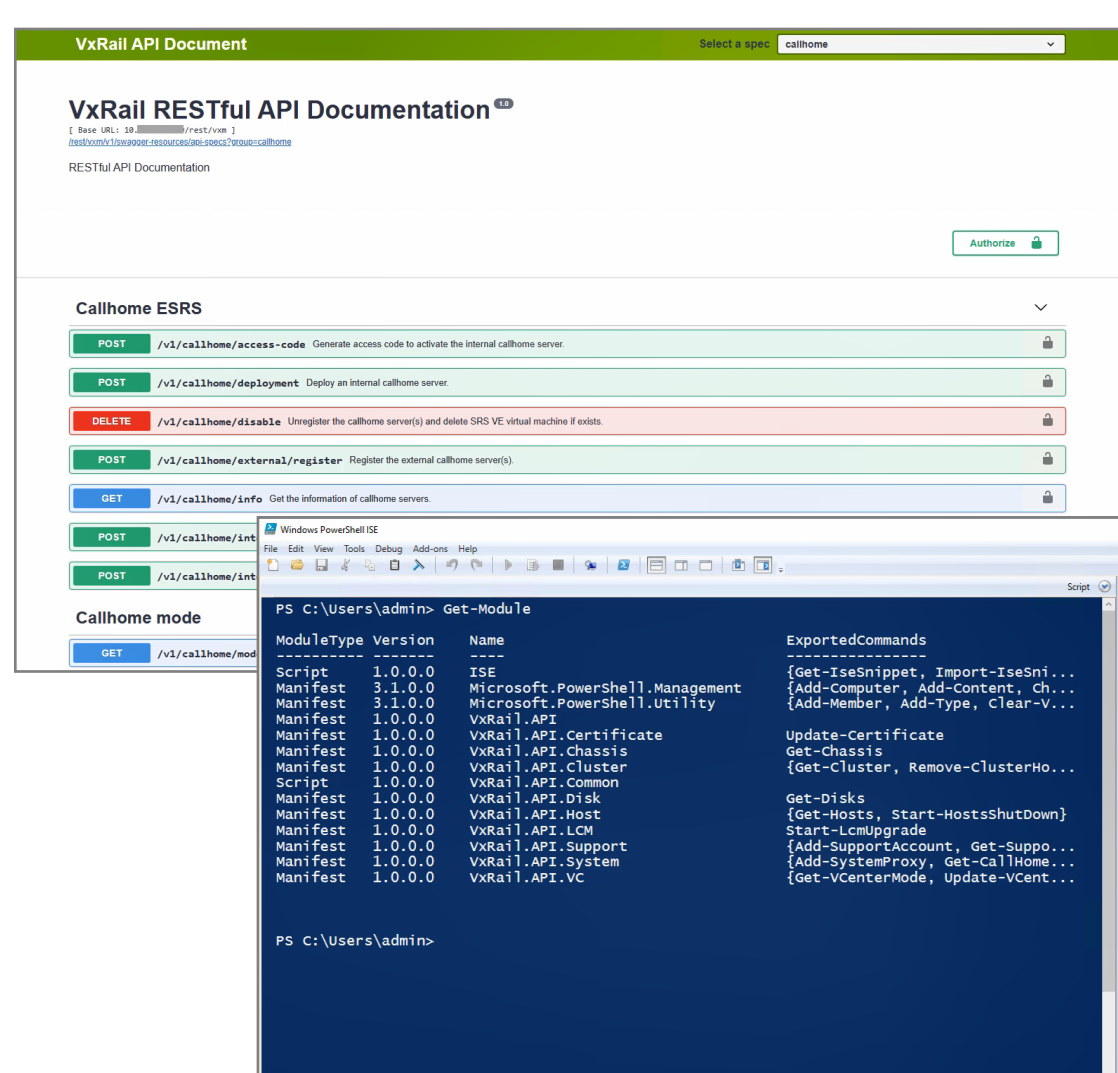 VxRail API Document
Select a spec callhome
VxRail RESTful API Documentation 1.0
[ Base URL: 10. /rest/vxm ]
/rest/vxm/v1/swagger-resources/api-specs?group=callhome
RESTful API Documentation
Authorize
Callhome ESRS
POST /v1/callhome/access-code Generate access code to activate the internal callhome server.
POST /v1/callhome/deployment Deploy an internal callhome server.
DELETE /v1/callhome/disable Unregister the callhome server(s) and delete SRS VE virtual machine if exists.
POST /v1/callhome/external/register Register the external callhome server(s).
GET /v1/callhome/info Get the information of callhome servers.
POST /v1/callhome/int
POST /v1/callhome/int
Callhome mode
GET /v1/callhome/mod
Windows PowerShell ISE
File Edit View Tools Debug Add-ons Help
Script
PS C:\Users\admin> Get-Module
ModuleType Version Name ExportedCommands
---------- ------- ---- ----------------
Script 1.0.0.0 ISE {Get-IseSnippet, Import-IseSni...
Manifest 3.1.0.0 Microsoft.PowerShell.Management {Add-Computer, Add-Content, Ch...
Manifest 3.1.0.0 Microsoft.PowerShell.Utility {Add-Member, Add-Type, Clear-V...
Manifest 1.0.0.0 VxRail.API
Manifest 1.0.0.0 VxRail.API.Certificate Update-Certificate
Manifest 1.0.0.0 VxRail.API.Chassis Get-Chassis
Manifest 1.0.0.0 VxRail.API.Cluster {Get-Cluster, Remove-ClusterHo...
Script 1.0.0.0 VxRail.API.Common
Manifest 1.0.0.0 VxRail.API.Disk Get-Disks
Manifest 1.0.0.0 VxRail.API.Host {Get-Hosts, Start-HostsShutDown}
Manifest 1.0.0.0 VxRail.API.LCM Start-LcmUpgrade
Manifest 1.0.0.0 VxRail.API.Support {Add-SupportAccount, Get-Suppo...
Manifest 1.0.0.0 VxRail.API.System {Add-SystemProxy, Get-CallHome...
Manifest 1.0.0.0 VxRail.API.VC {Get-VCenterMode, Update-VCent...
PS C:\Users\admin>